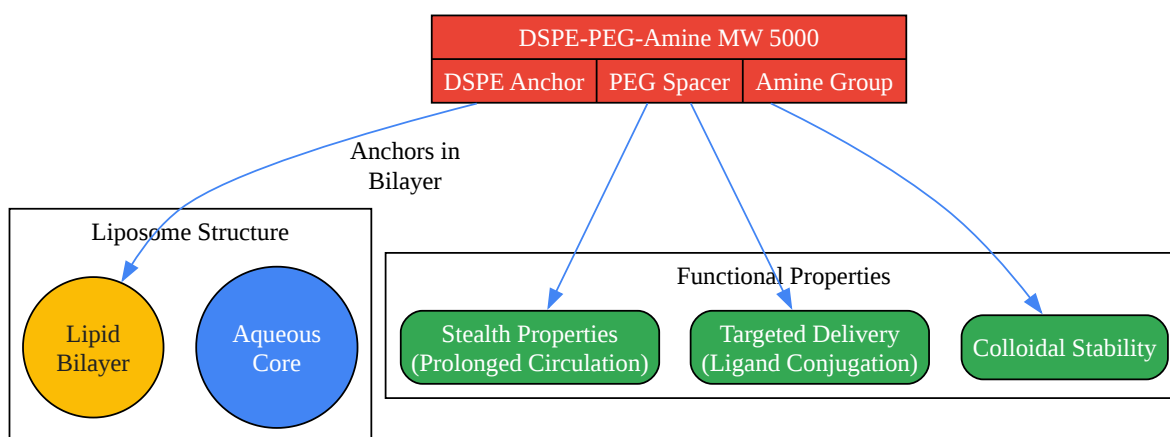 DSPE-PEG-Amine MW 5000
DSPE Anchor
PEG Spacer
Amine Group
Anchors in
Bilayer
Liposome Structure
Lipid
Bilayer
Aqueous
Core
Functional Properties
Stealth Properties
(Prolonged Circulation)
Targeted Delivery
(Ligand Conjugation)
Colloidal Stability